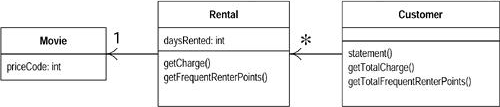 Movie
priceCode: int
1
Rental
daysRented: int
getCharge()
getFrequentRenterPoints()
*
Customer
statement()
getTotalCharge()
getTotalFrequentRenterPoints()